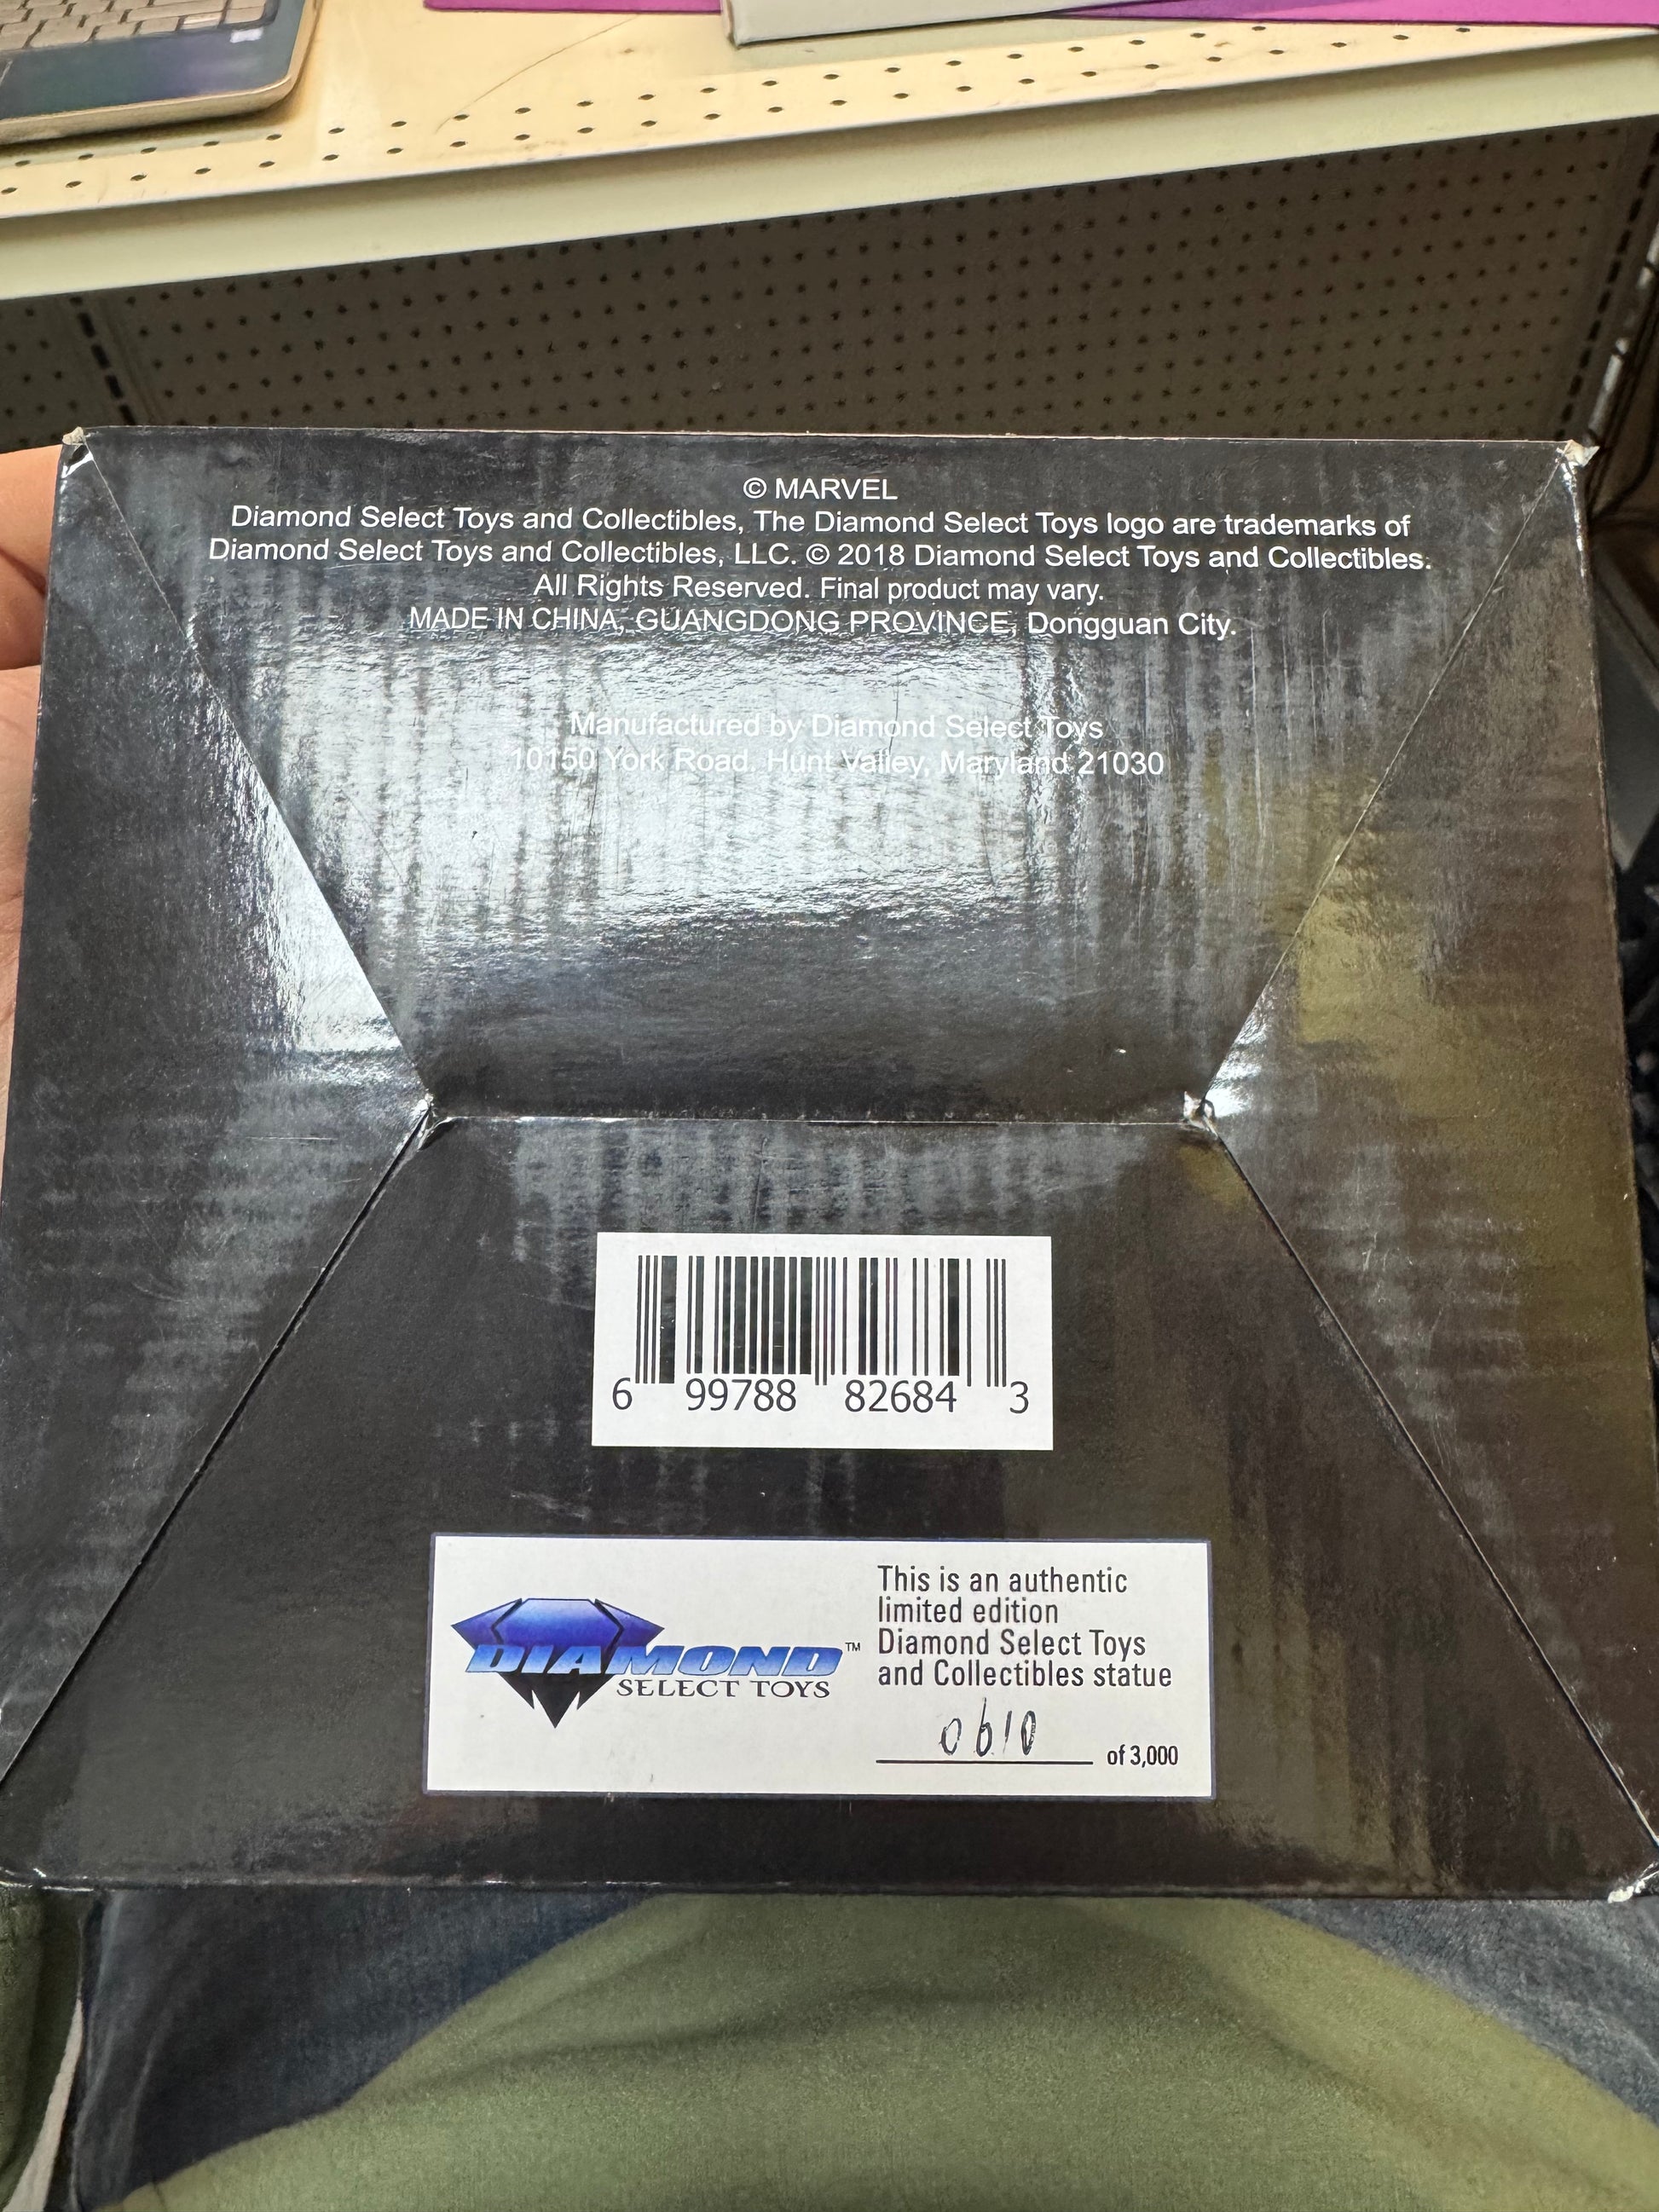 © MARVEL
Diamond Select Toys and Collectibles, The Diamond Select Toys logo are trademarks of
Diamond Select Toys and Collectibles, LLC. © 2018 Diamond Select Toys and Collectibles.
All Rights Reserved. Final product may vary.
MADE IN CHINA, GUANGDONG PROVINCE, Dongguan City.
Manufactured by Diamond Select Toys
10150 York Road. Hunt Valley, Maryland 21030
6 99788 82684 3
DIAMOND™
SELECT TOYS
This is an authentic
limited edition
Diamond Select Toys
and Collectibles statue
0610 of 3,000